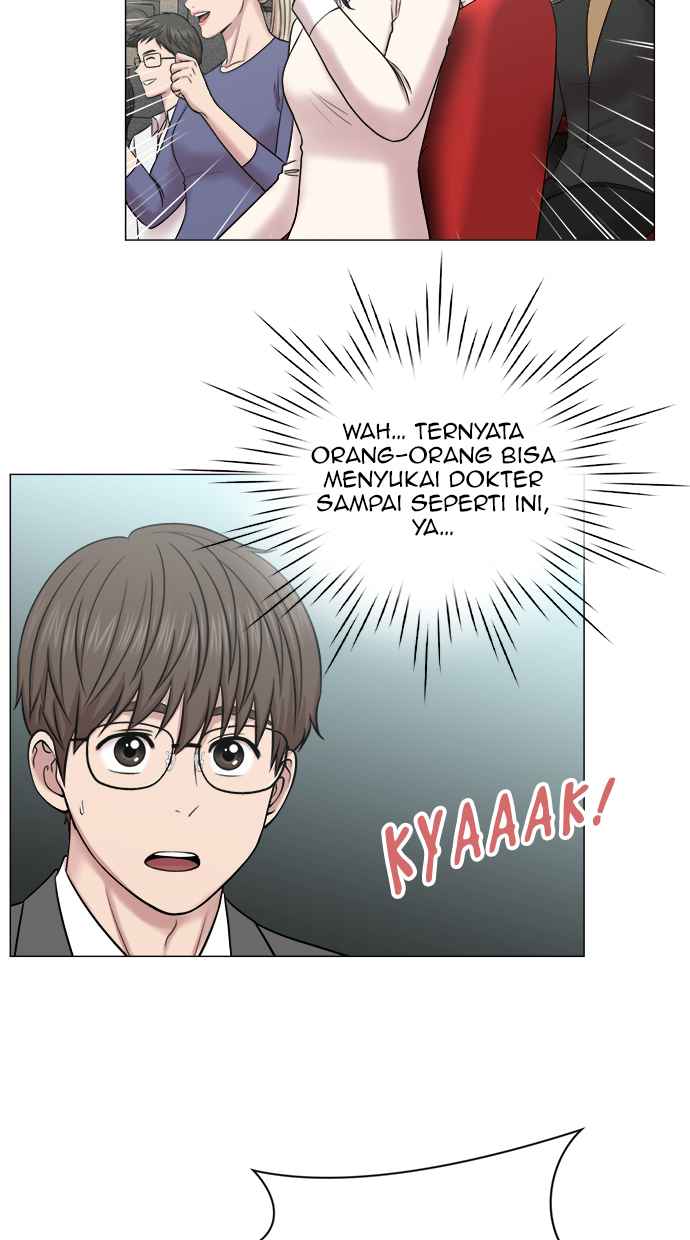 WAH... TERNYATA
ORANG-ORANG BISA
MENYUKAI DOKTER
SAMPAI SEPERTI INI,
YA...
KYAAAK!